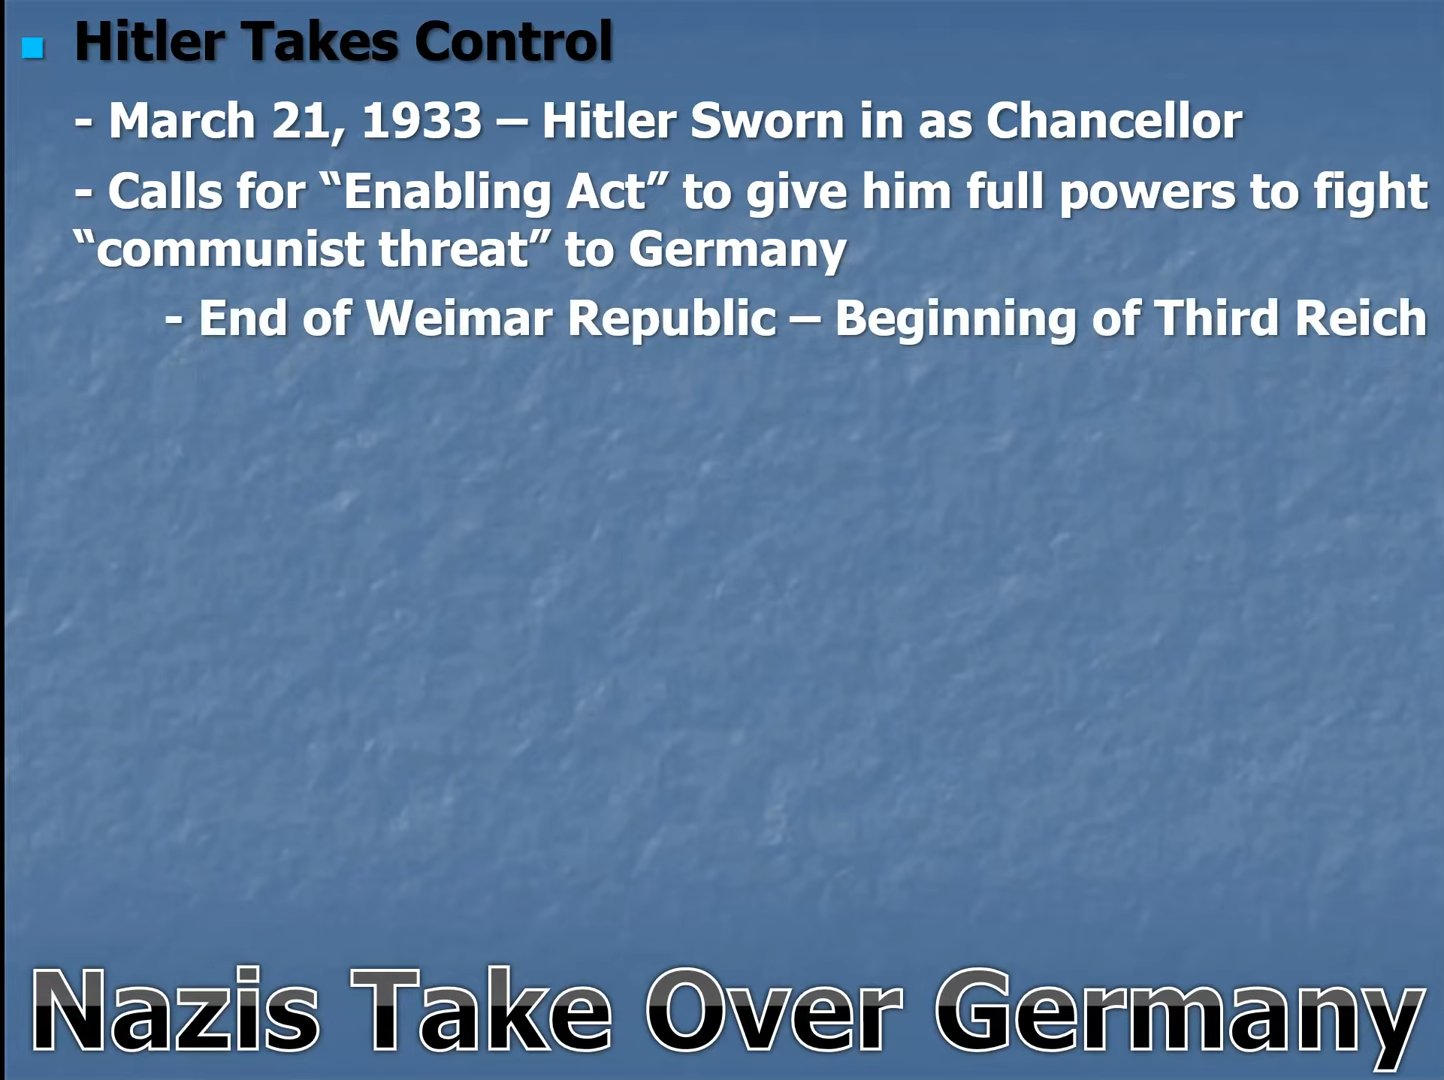 Hitler Takes Control
- March 21, 1933 – Hitler Sworn in as Chancellor
- Calls for “Enabling Act” to give him full powers to fight
“communist threat” to Germany
- End of Weimar Republic – Beginning of Third Reich
Nazis Take Over Germany